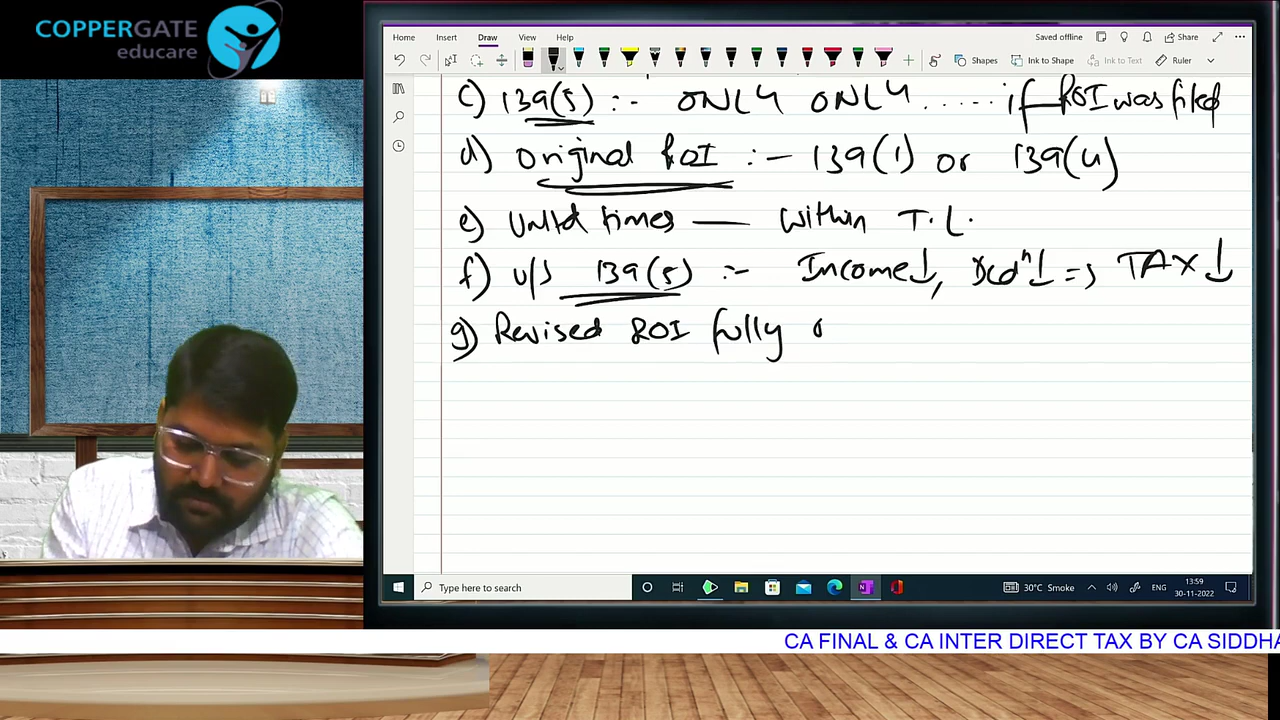 COPPERGATE
educare
Home Insert Draw View Help
Saved offline Share
Shapes Ink to Shape Ink to Text Ruler
c) 139(5) :- ONLY ONLY ..... if ROI was filed
d) Original ROI :- 139(1) or 139(4)
e) Unltd times — Within T.L.
f) u/s 139(5) :- Income↓, Dedⁿ↓ => TAX↓
g) Revised ROI fully
Type here to search
30°C Smoke ENG 13:59
30-11-2022
CA FINAL & CA INTER DIRECT TAX BY CA SIDDHA